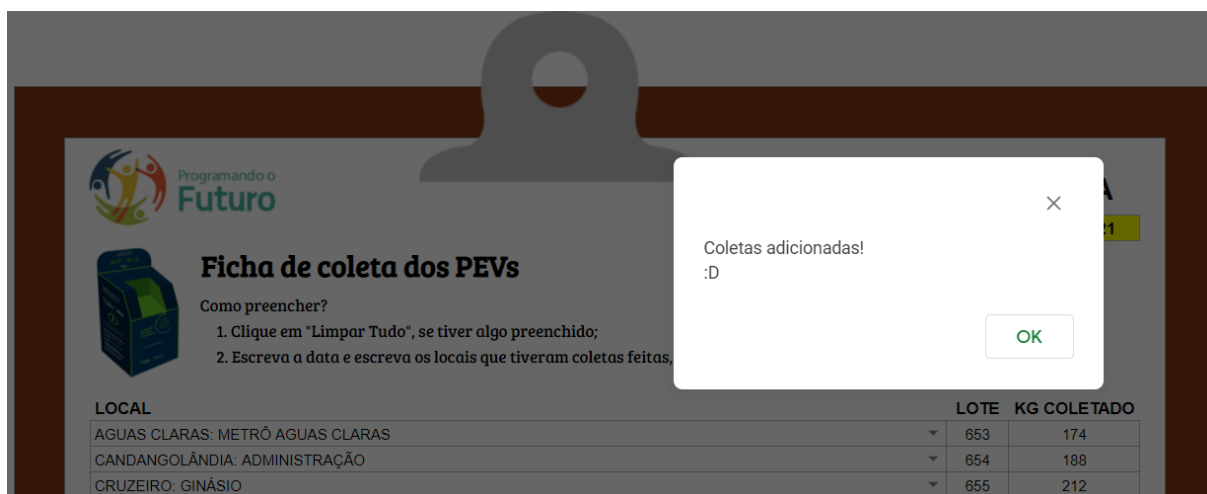 Programando o
Futuro
A
21
Ficha de coleta dos PEVs
Como preencher?
1. Clique em "Limpar Tudo", se tiver algo preenchido;
2. Escreva a data e escreva os locais que tiveram coletas feitas,
Coletas adicionadas!
:D
OK
LOCAL LOTE KG COLETADO
AGUAS CLARAS: METRÔ AGUAS CLARAS 653 174
CANDANGOLÂNDIA: ADMINISTRAÇÃO 654 188
CRUZEIRO: GINÁSIO 655 212